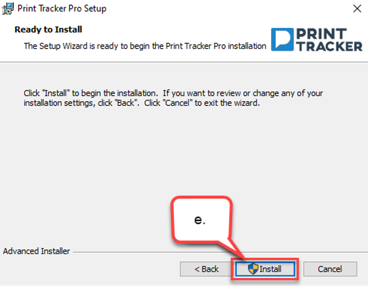 Print Tracker Pro Setup
Ready to Install
The Setup Wizard is ready to begin the Print Tracker Pro installation
PRINT
TRACKER
Click "Install" to begin the installation. If you want to review or change any of your
installation settings, click "Back". Click "Cancel" to exit the wizard.
e.
Advanced Installer
< Back
Install
Cancel